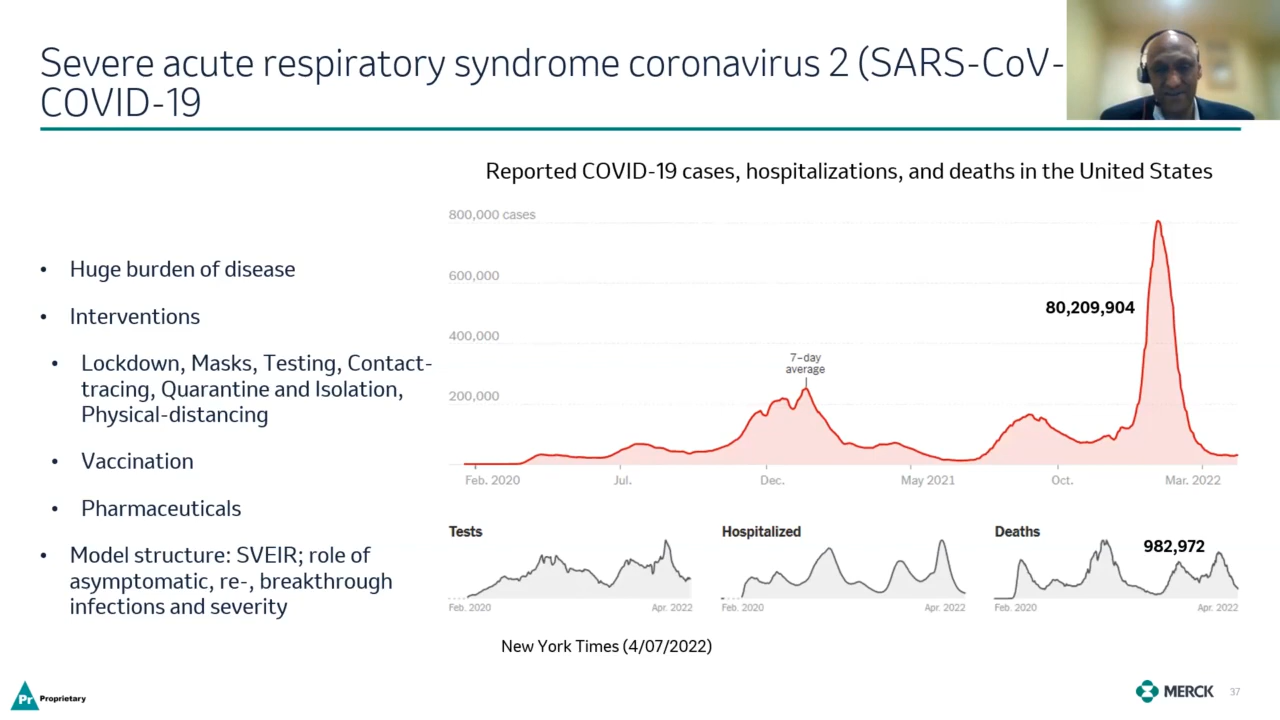 Severe acute respiratory syndrome coronavirus 2 (SARS-CoV-
COVID-19
Reported COVID-19 cases, hospitalizations, and deaths in the United States
• Huge burden of disease
• Interventions
• Lockdown, Masks, Testing, Contact-
tracing, Quarantine and Isolation,
Physical-distancing
• Vaccination
• Pharmaceuticals
• Model structure: SVEIR; role of
asymptomatic, re-, breakthrough
infections and severity
800,000 cases
600,000
400,000
200,000
80,209,904
7–day
average
Feb. 2020 Jul. Dec. May 2021 Oct. Mar. 2022
Tests Hospitalized Deaths
982,972
Feb. 2020 Apr. 2022 Feb. 2020 Apr. 2022 Feb. 2020 Apr. 2022
New York Times (4/07/2022)
Pr Proprietary
MERCK 37